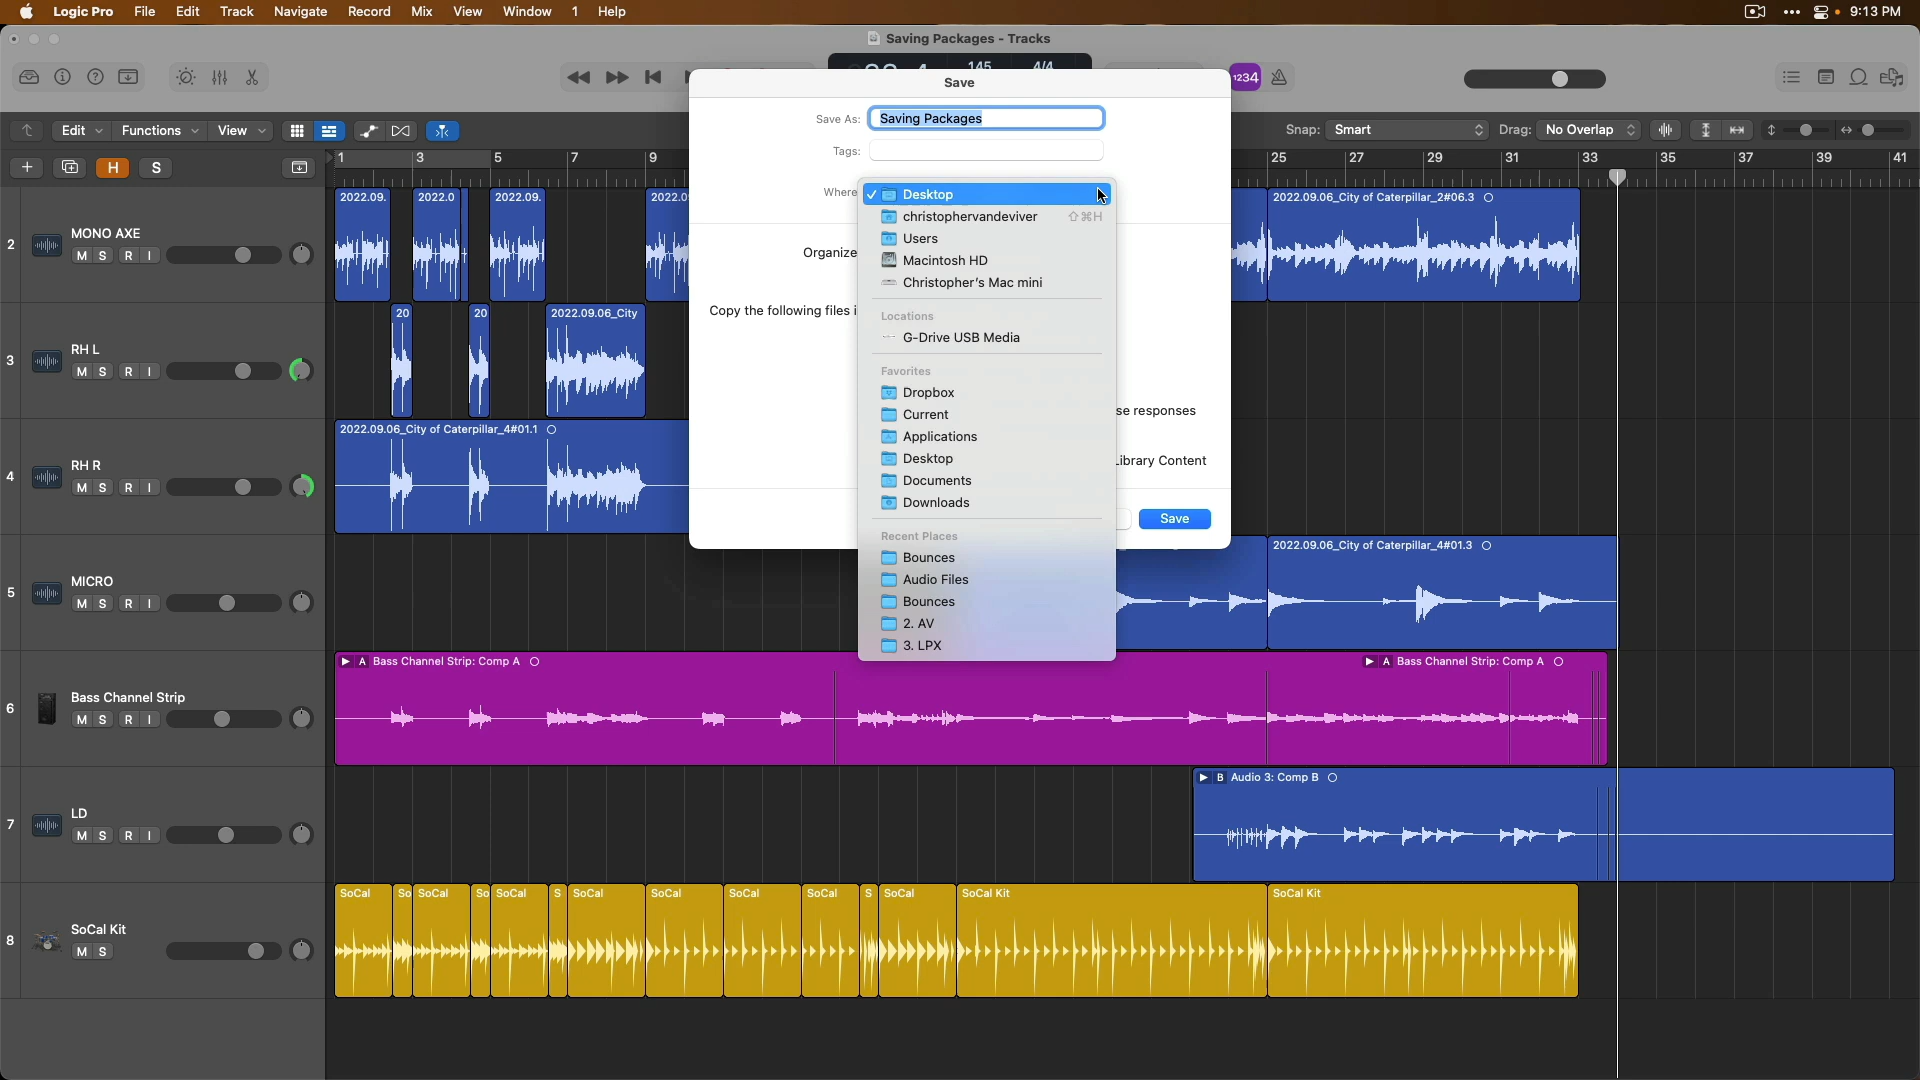 Logic Pro File Edit Track Navigate Record Mix View Window 1 Help 9:13 PM
Saving Packages - Tracks
145 4/4
1234
Save
Save As: Saving Packages
Tags:
Where
Desktop
christophervandeviver ⇧⌘H
Users
Macintosh HD
Christopher's Mac mini
Locations
G-Drive USB Media
Favorites
Dropbox
Current
Applications
Desktop
Documents
Downloads
Recent Places
Bounces
Audio Files
Bounces
2. AV
3. LPX
Organize
Copy the following files i
se responses
Library Content
Save
Edit Functions View
Snap: Smart Drag: No Overlap
H S
1 3 5 7 9 25 27 29 31 33 35 37 39 41
2 MONO AXE
M S R I
2022.09. 2022.0 2022.09. 2022.0 2022.09.06_City of Caterpillar_2#06.3
3 RH L
M S R I
20 20 2022.09.06_City
4 RH R
M S R I
2022.09.06_City of Caterpillar_4#01.1
5 MICRO
M S R I
2022.09.06_City of Caterpillar_4#01.3
6 Bass Channel Strip
M S R I
A Bass Channel Strip: Comp A A Bass Channel Strip: Comp A
7 LD
M S R I
B Audio 3: Comp B
8 SoCal Kit
M S
SoCal So SoCal So SoCal S SoCal SoCal SoCal SoCal S SoCal SoCal Kit SoCal Kit